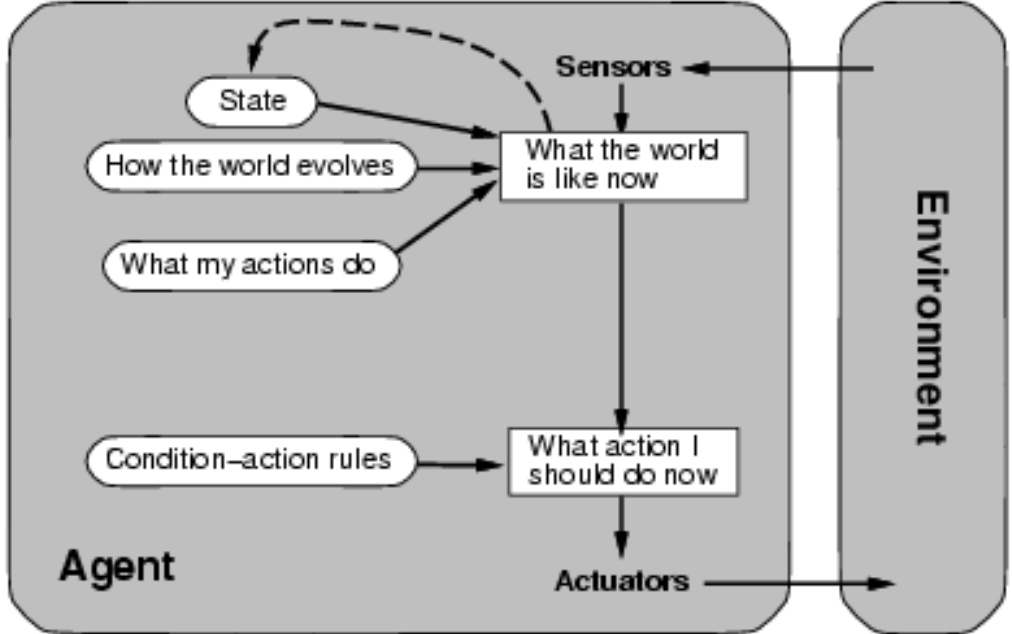 Sensors
State
What the world
is like now
How the world evolves
What my actions do
Environment
Condition–action rules
What action I
should do now
Agent
Actuators